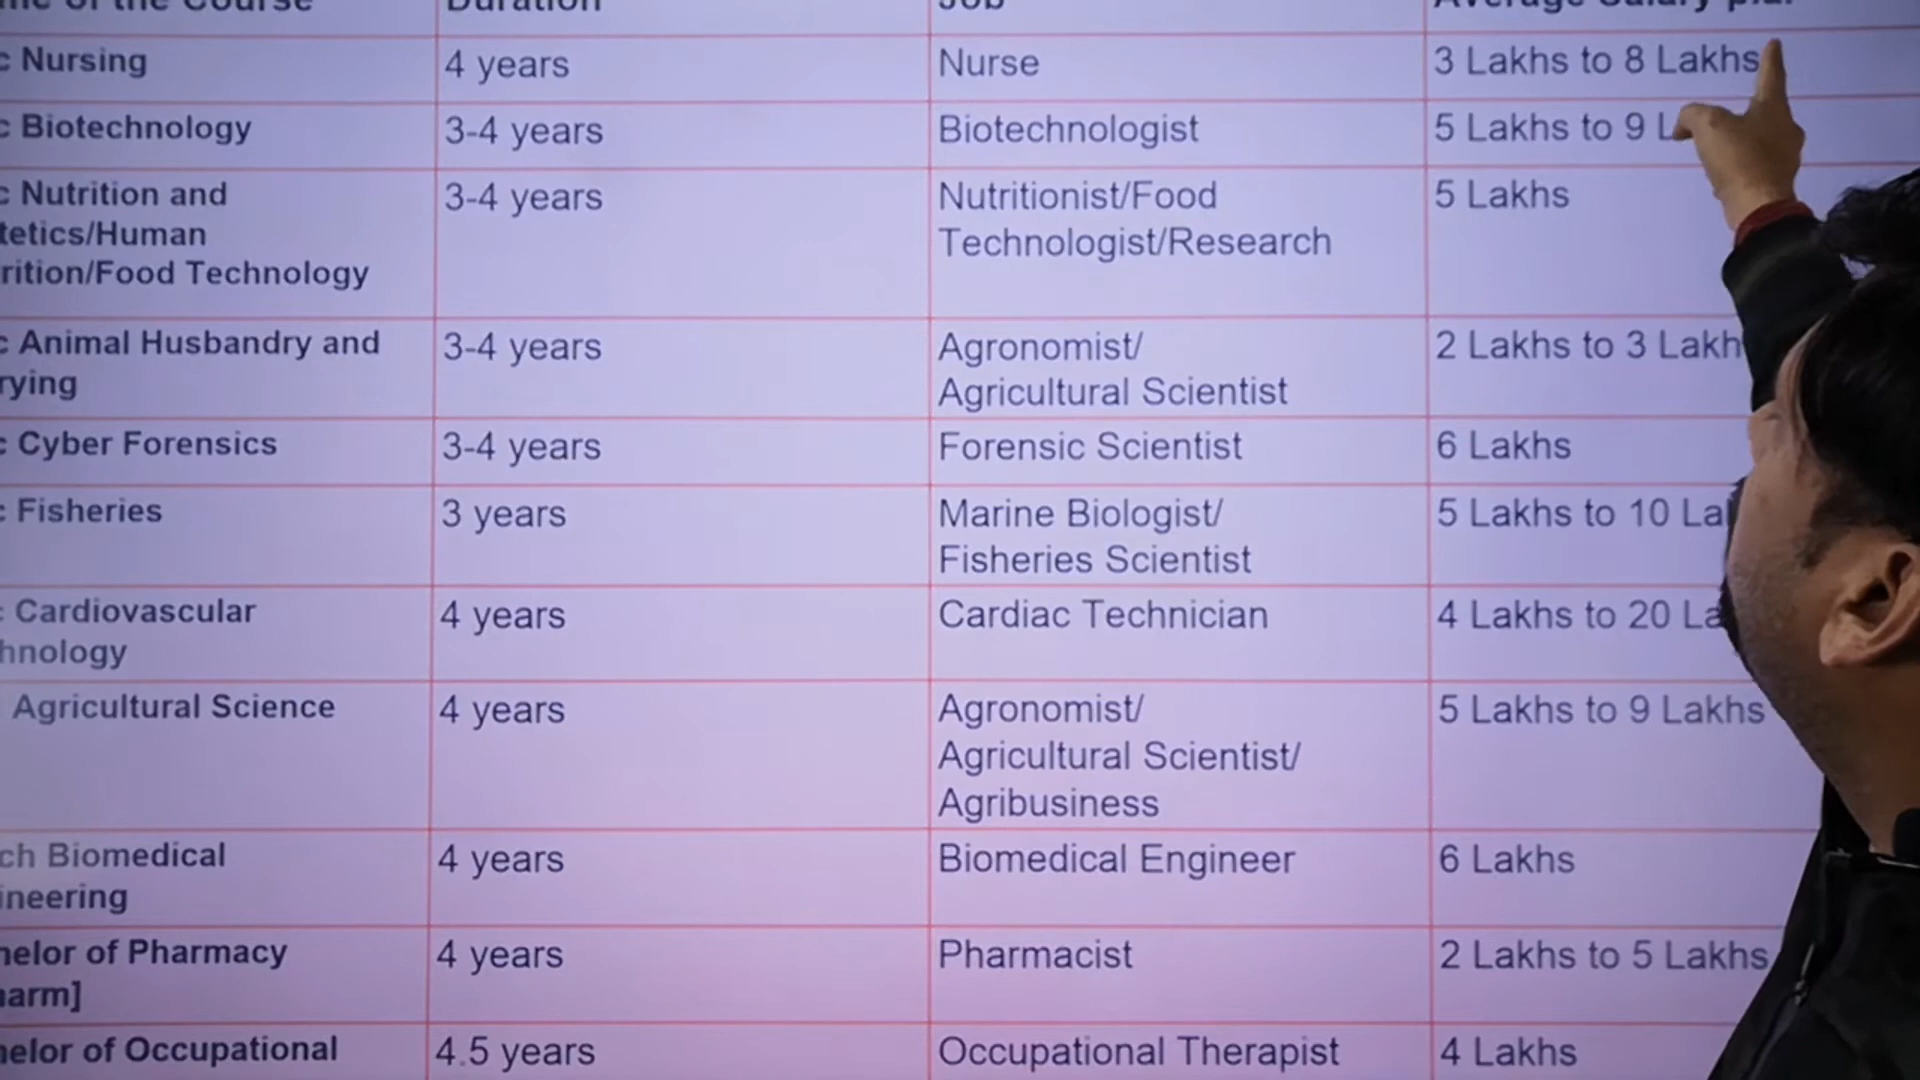 of the Course Duration Job Average Salary
Nursing 4 years Nurse 3 Lakhs to 8 Lakhs
Biotechnology 3-4 years Biotechnologist 5 Lakhs to 9
Nutrition and 3-4 years Nutritionist/Food 5 Lakhs
tetics/Human Technologist/Research
rition/Food Technology
Animal Husbandry and 3-4 years Agronomist/ 2 Lakhs to 3 Lakh
rying Agricultural Scientist
Cyber Forensics 3-4 years Forensic Scientist 6 Lakhs
Fisheries 3 years Marine Biologist/ 5 Lakhs to 10 La
Fisheries Scientist
Cardiovascular 4 years Cardiac Technician 4 Lakhs to 20 La
hnology
Agricultural Science 4 years Agronomist/ 5 Lakhs to 9 Lakhs
Agricultural Scientist/
Agribusiness
ch Biomedical 4 years Biomedical Engineer 6 Lakhs
ineering
helor of Pharmacy 4 years Pharmacist 2 Lakhs to 5 Lakhs
harm]
helor of Occupational 4.5 years Occupational Therapist 4 Lakhs